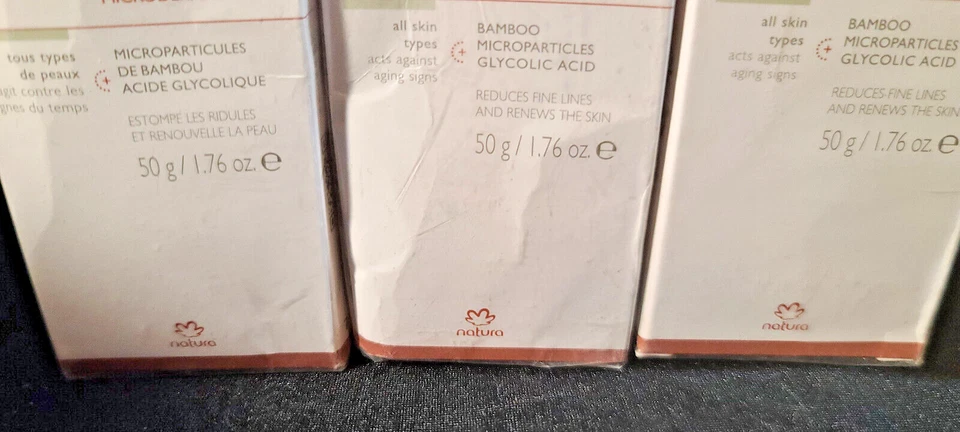 tous types
de peaux
agit contre les
signes du temps
MICROPARTICULES
DE BAMBOU
ACIDE GLYCOLIQUE
ESTOMPE LES RIDULES
ET RENOUVELLE LA PEAU
50 g / 1.76 oz. e
natura
all skin
types
acts against
aging signs
BAMBOO
MICROPARTICLES
GLYCOLIC ACID
REDUCES FINE LINES
AND RENEWS THE SKIN
50 g / 1.76 oz. e
natura
all skin
types
acts against
aging signs
BAMBOO
MICROPARTICLES
GLYCOLIC ACID
REDUCES FINE LINES
AND RENEWS THE SKIN
50 g / 1.76 oz. e
natura